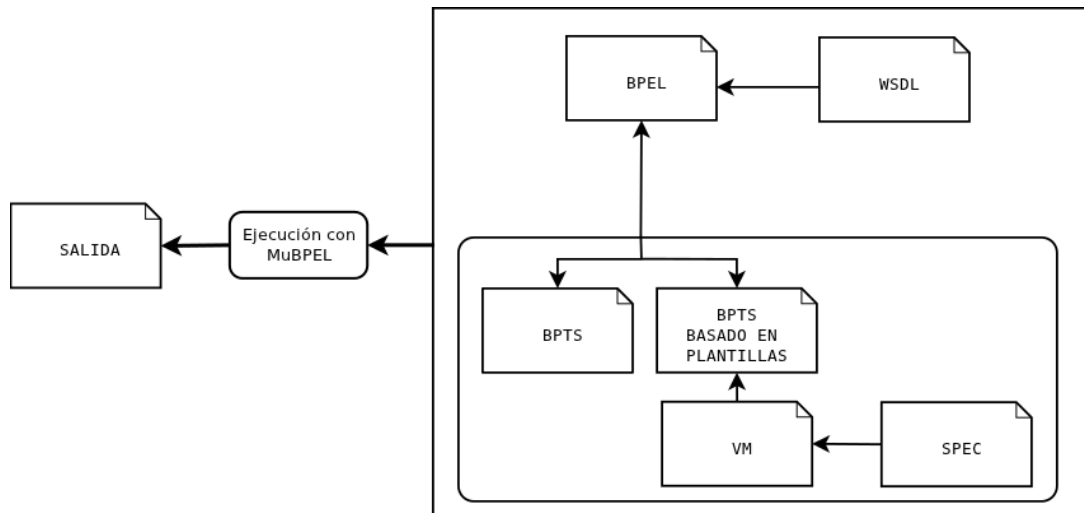 BPEL
WSDL
SALIDA
Ejecución con
MuBPEL
BPTS
BPTS
BASADO EN
PLANTILLAS
VM
SPEC